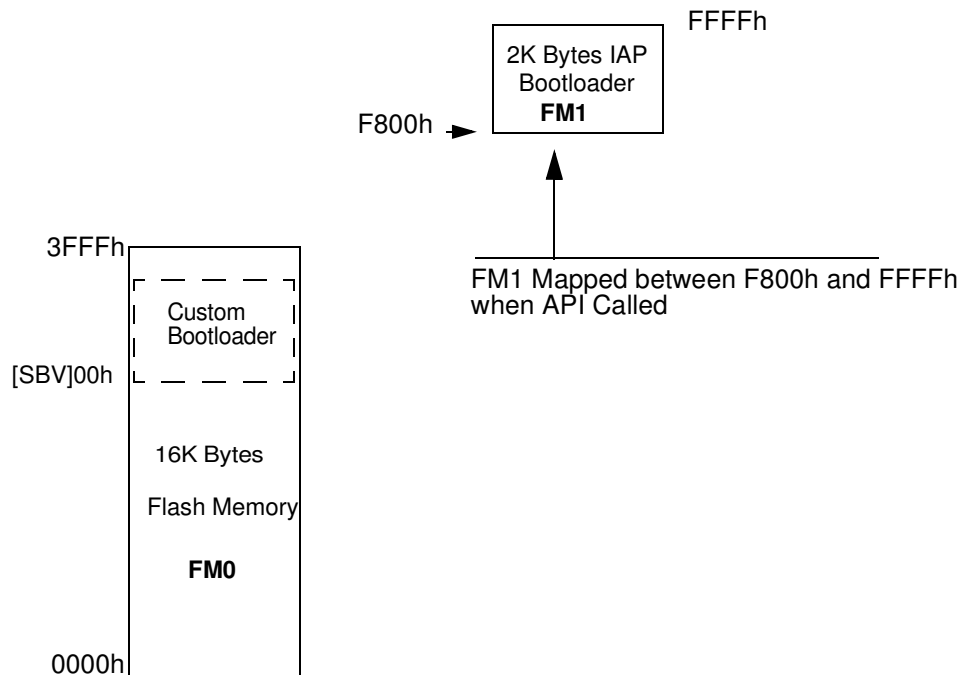 FFFFh
2K Bytes IAP
Bootloader
FM1
F800h
3FFFh
FM1 Mapped between F800h and FFFFh
when API Called
Custom
Bootloader
[SBV]00h
16K Bytes
Flash Memory
FM0
0000h